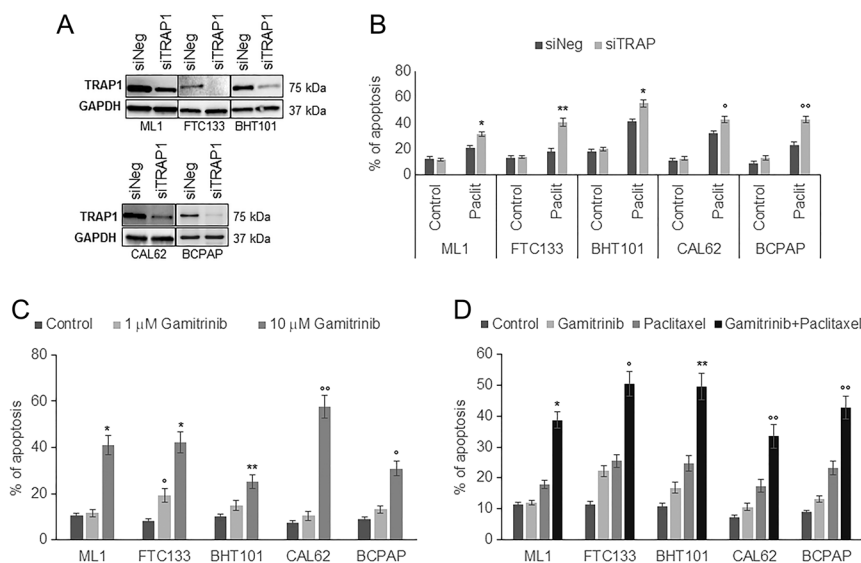 A
siNeg siTRAP1 siNeg siTRAP1 siNeg siTRAP1
TRAP1 75 kDa
GAPDH 37 kDa
ML1 FTC133 BHT101
siNeg siTRAP1 siNeg siTRAP1
TRAP1 75 kDa
GAPDH 37 kDa
CAL62 BCPAP
B
siNeg siTRAP
% of apoptosis
80
60
40
20
0
* ** * ° °°
Control Paclit Control Paclit Control Paclit Control Paclit Control Paclit
ML1 FTC133 BHT101 CAL62 BCPAP
C
Control 1 µM Gamitrinib 10 µM Gamitrinib
% of apoptosis
80
60
40
20
0
* ° * ** °° °
ML1 FTC133 BHT101 CAL62 BCPAP
D
Control Gamitrinib Paclitaxel Gamitrinib+Paclitaxel
% of apoptosis
60
50
40
30
20
10
0
* ° ** °° °°
ML1 FTC133 BHT101 CAL62 BCPAP